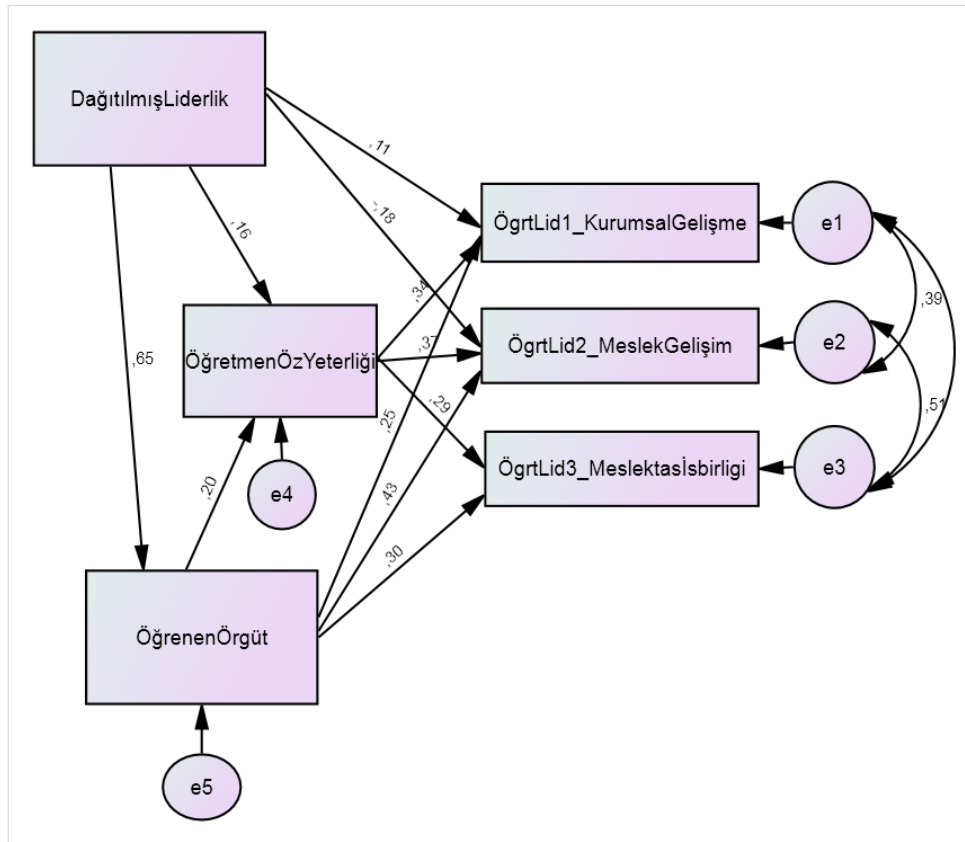 DağıtılmışLiderlik
,11
-,18
ÖgrtLid1_KurumsalGelişme
e1
,16
,34
,39
ÖğretmenÖzYeterliği
,37
ÖgrtLid2_MeslekGelişim
e2
,65
,29
,51
,25
ÖgrtLid3_Meslektasİsbirligi
e3
,20
e4
,43
,30
ÖğrenenÖrgüt
e5